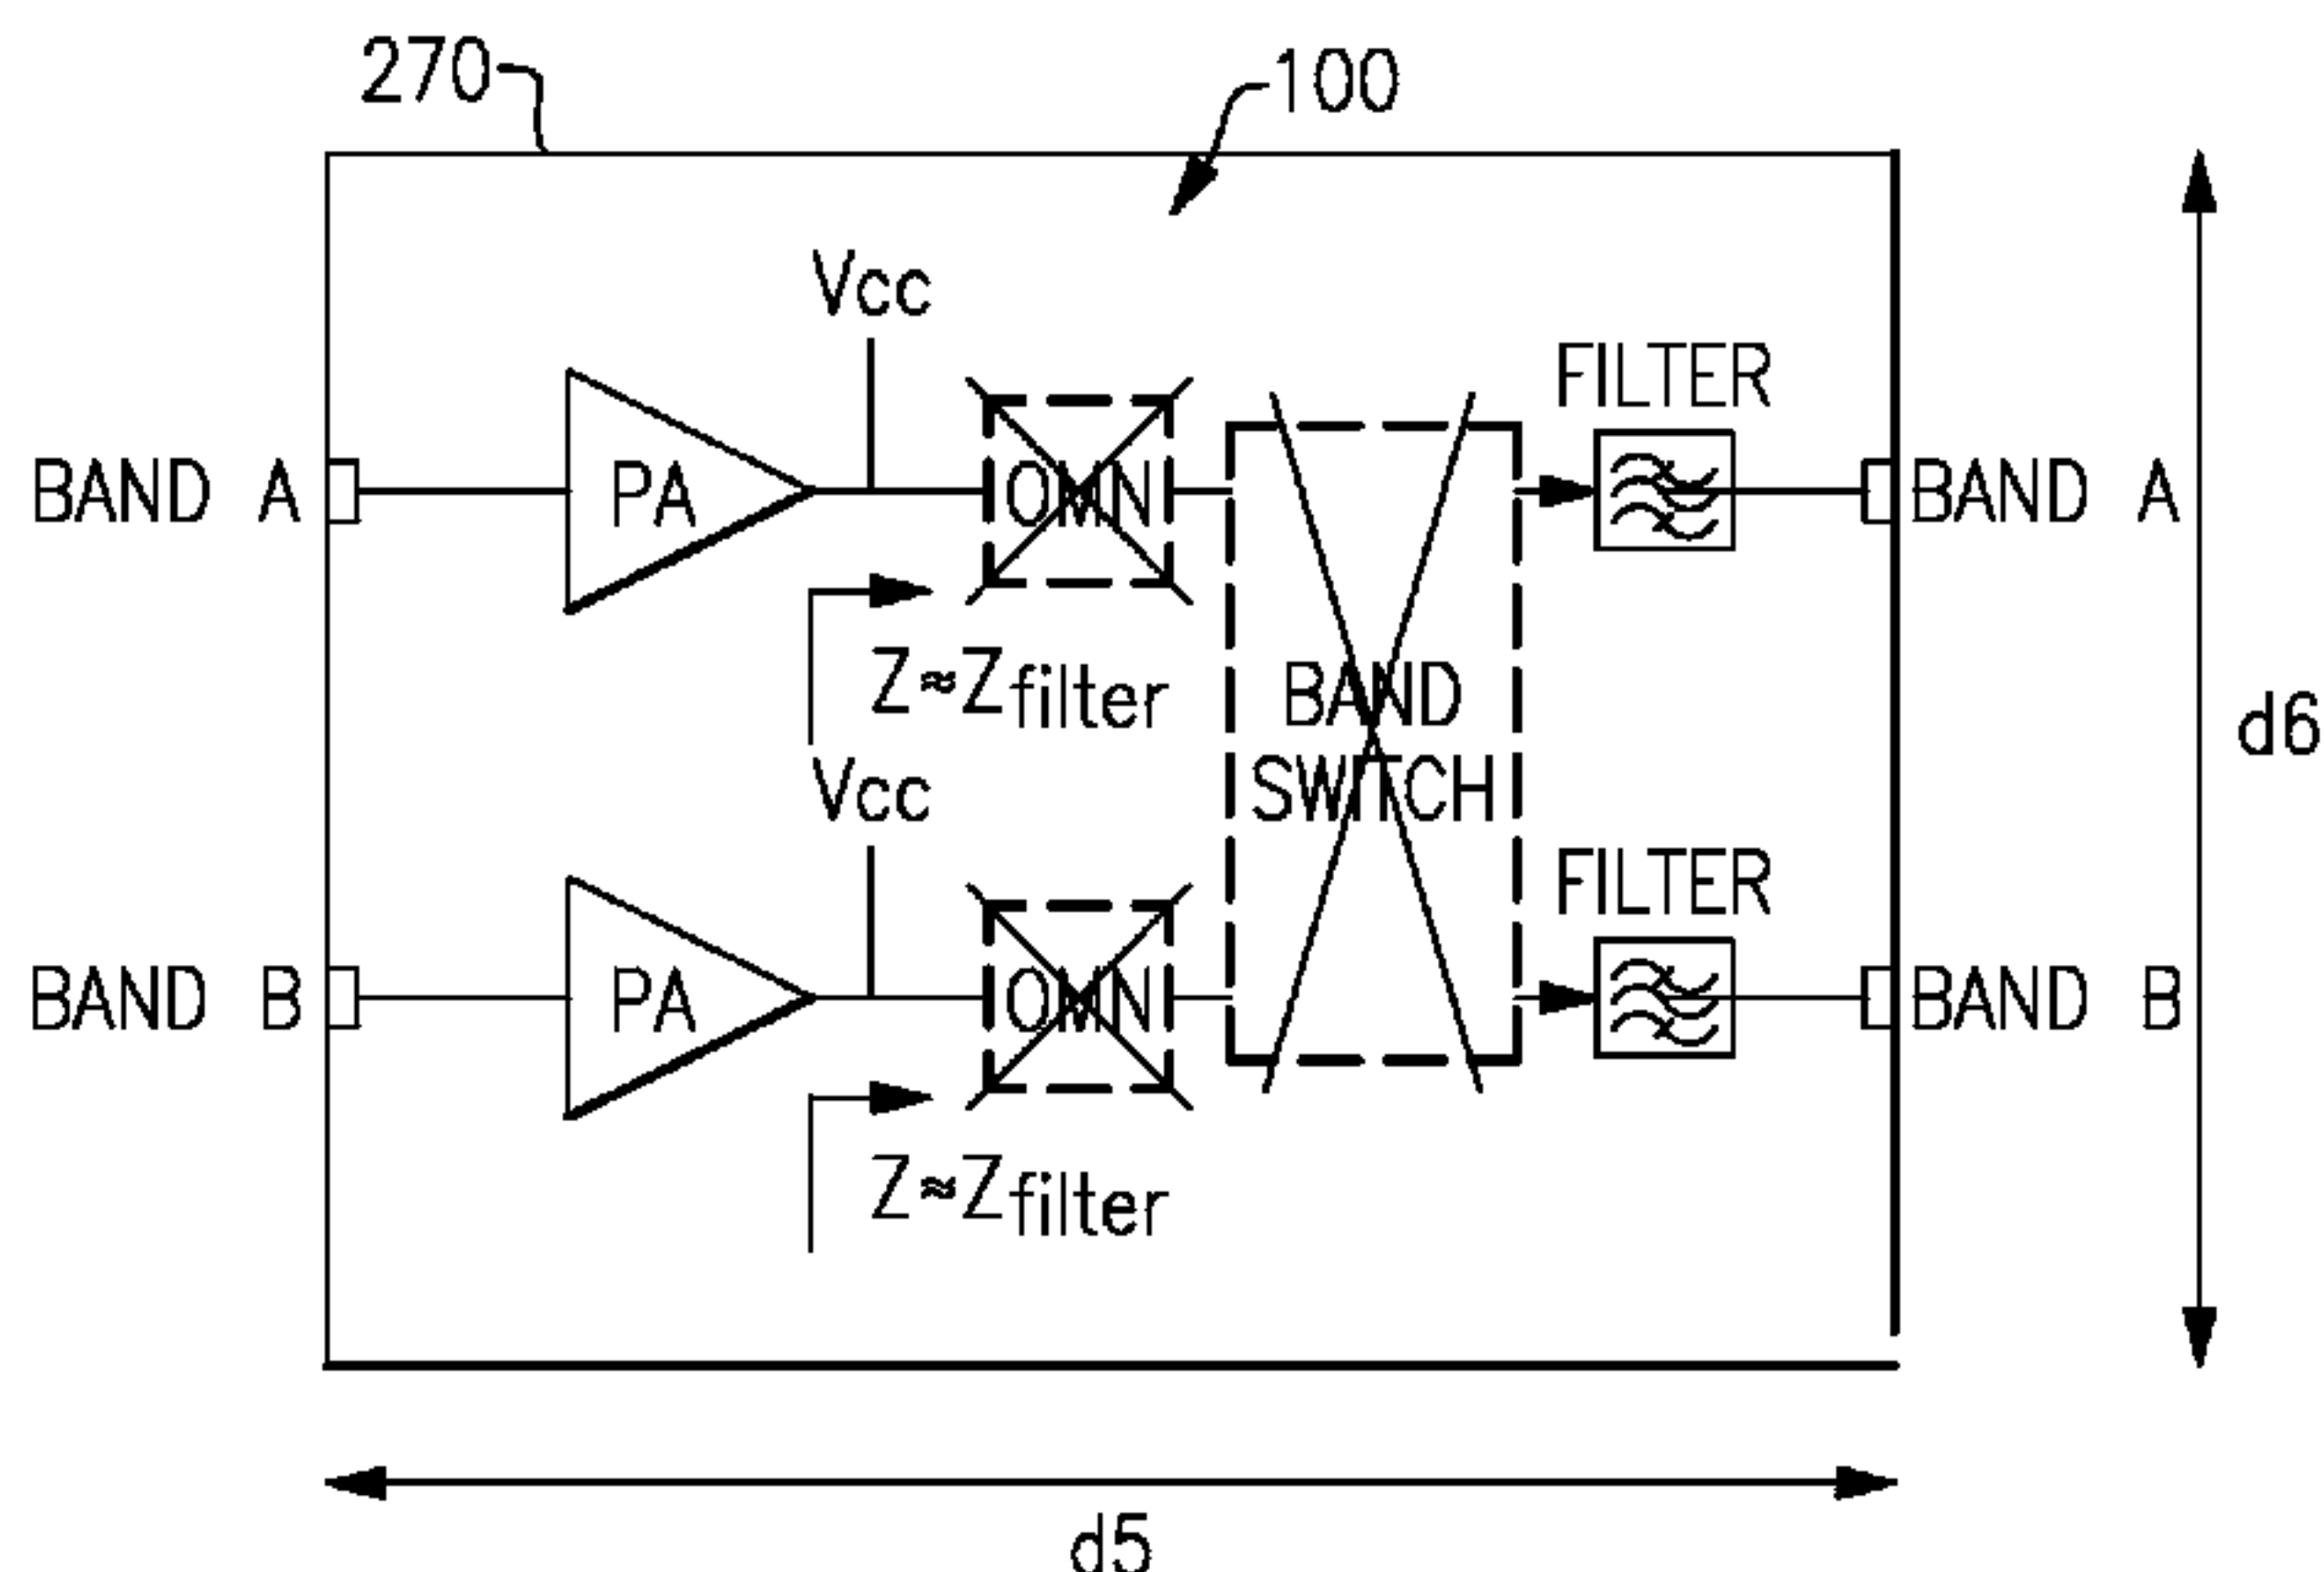 270
100
Vcc
FILTER
BAND A
PA
OMN
BAND A
Z≈Zfilter
BAND
SWITCH
d6
Vcc
FILTER
BAND B
PA
OMN
BAND B
Z≈Zfilter
d5